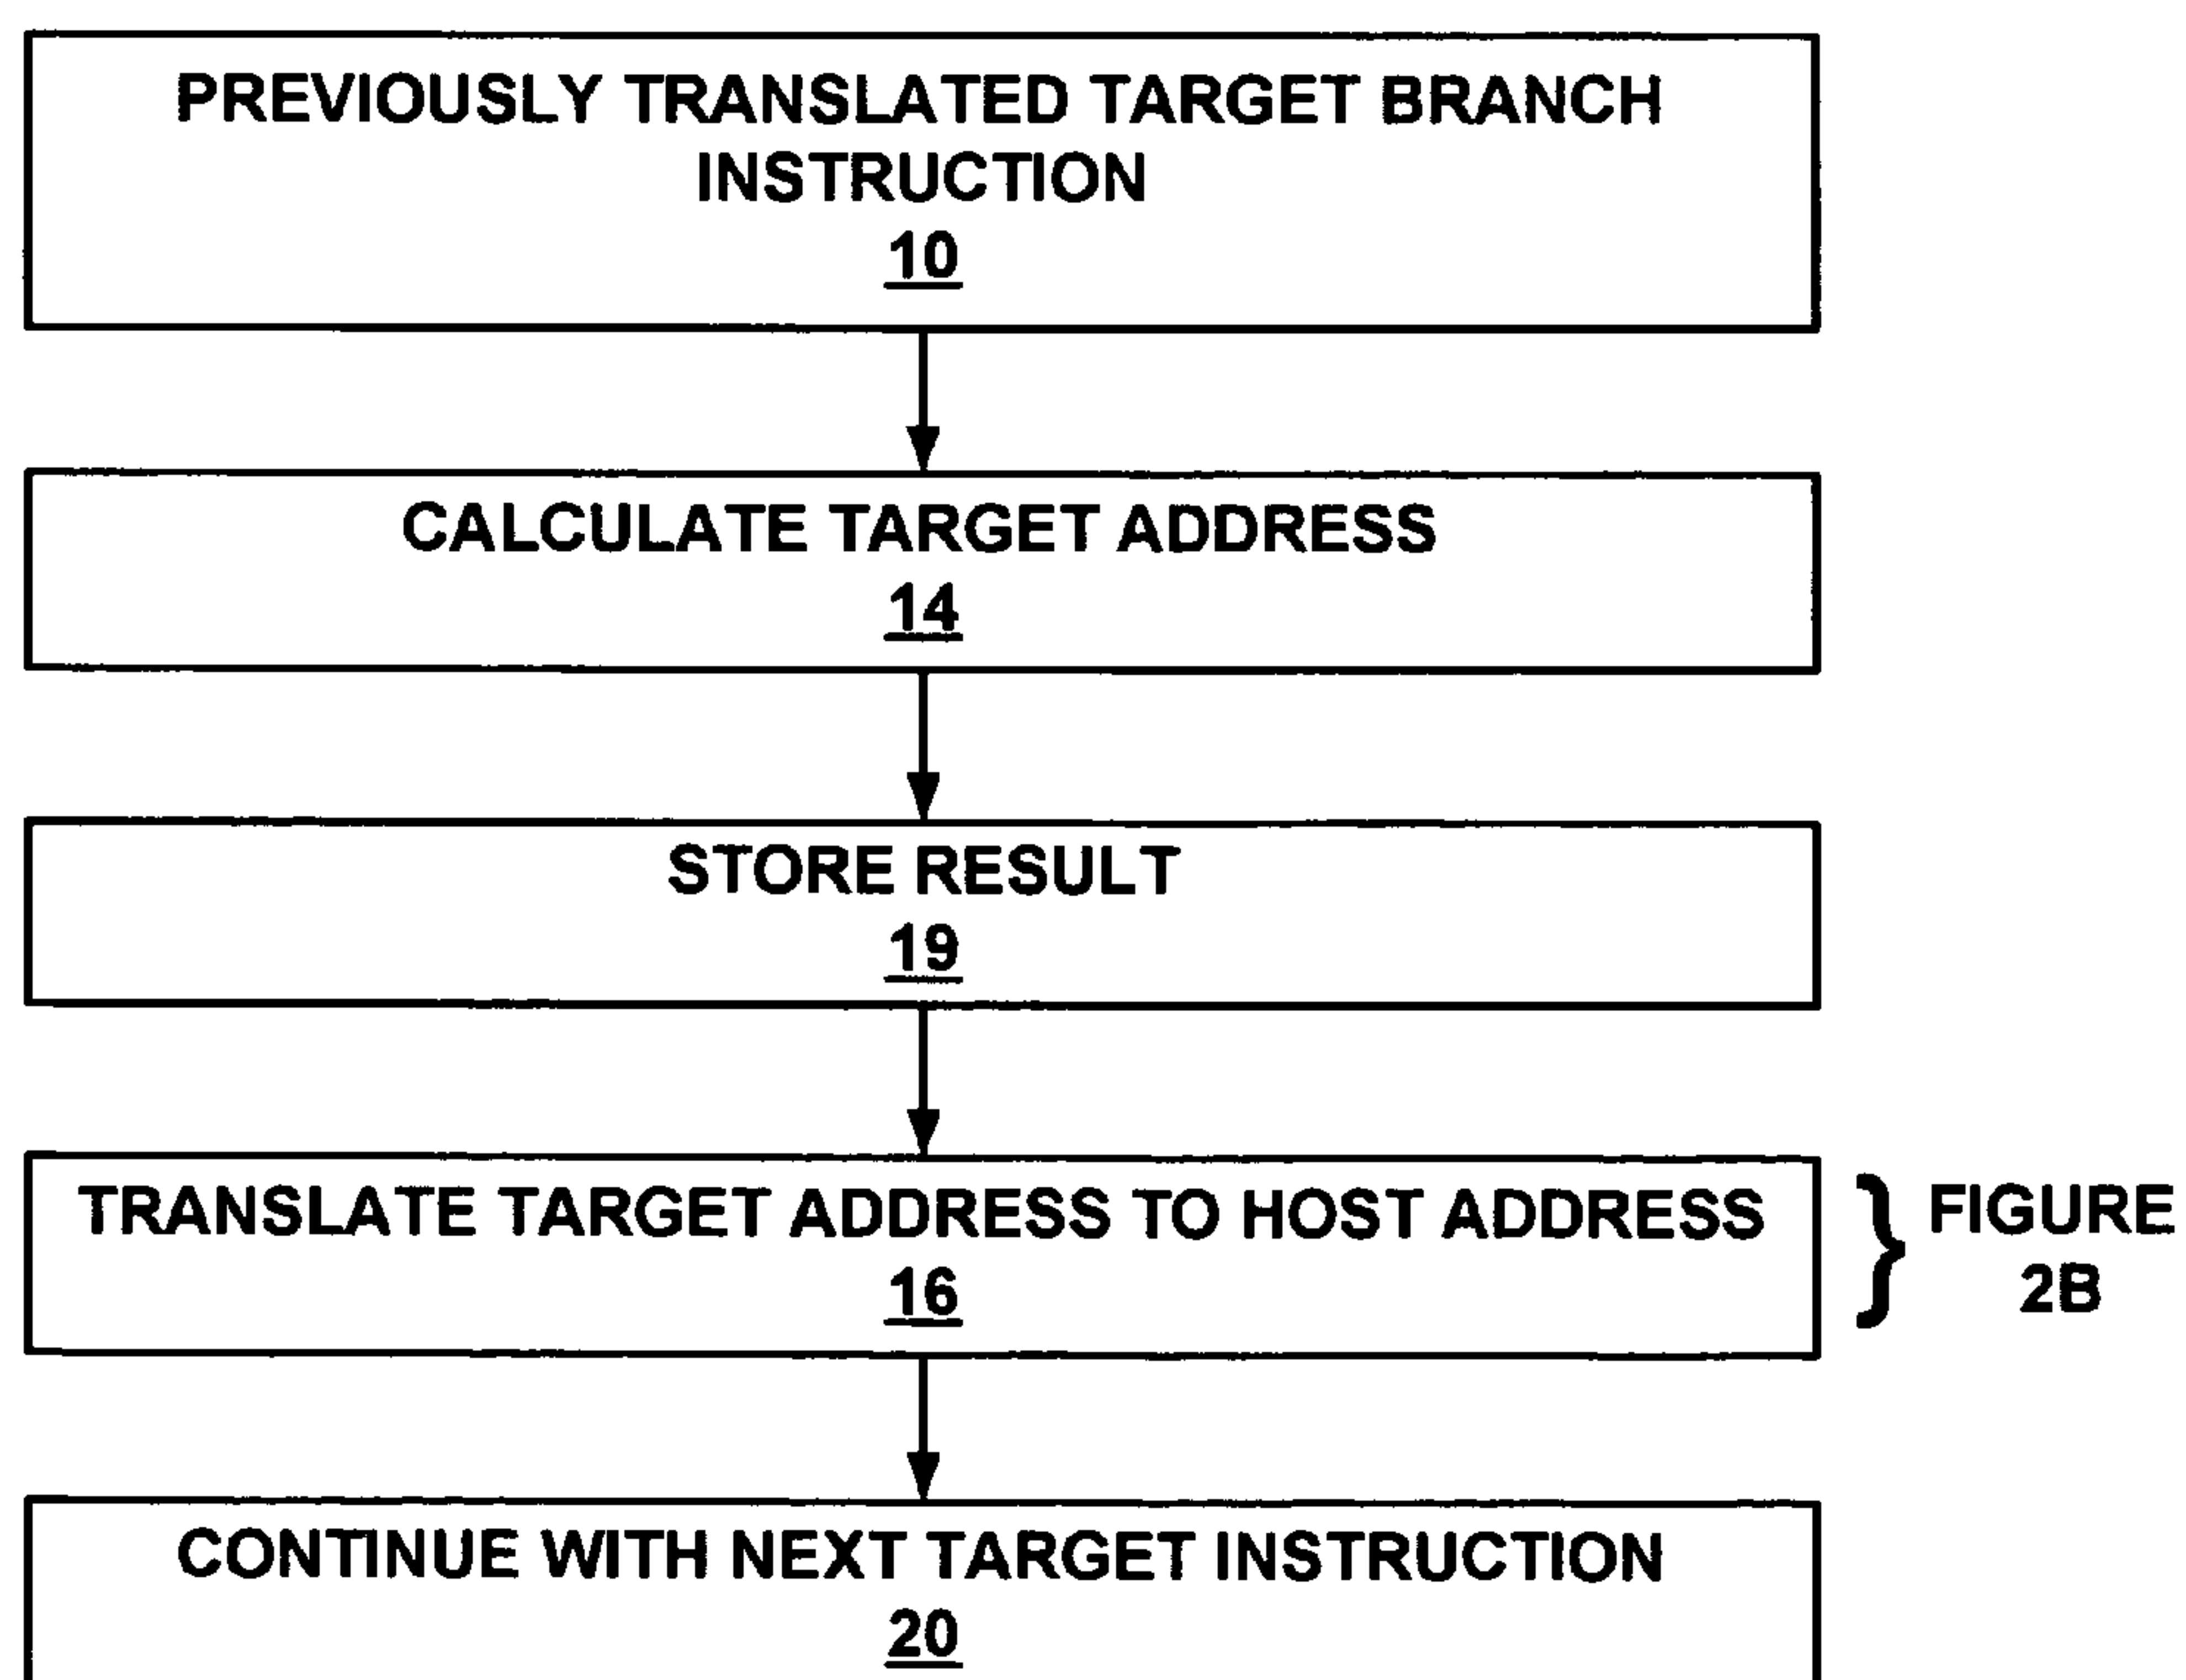 PREVIOUSLY TRANSLATED TARGET BRANCH
INSTRUCTION
10
CALCULATE TARGET ADDRESS
14
STORE RESULT
19
TRANSLATE TARGET ADDRESS TO HOST ADDRESS
16
} FIGURE
2B
CONTINUE WITH NEXT TARGET INSTRUCTION
20